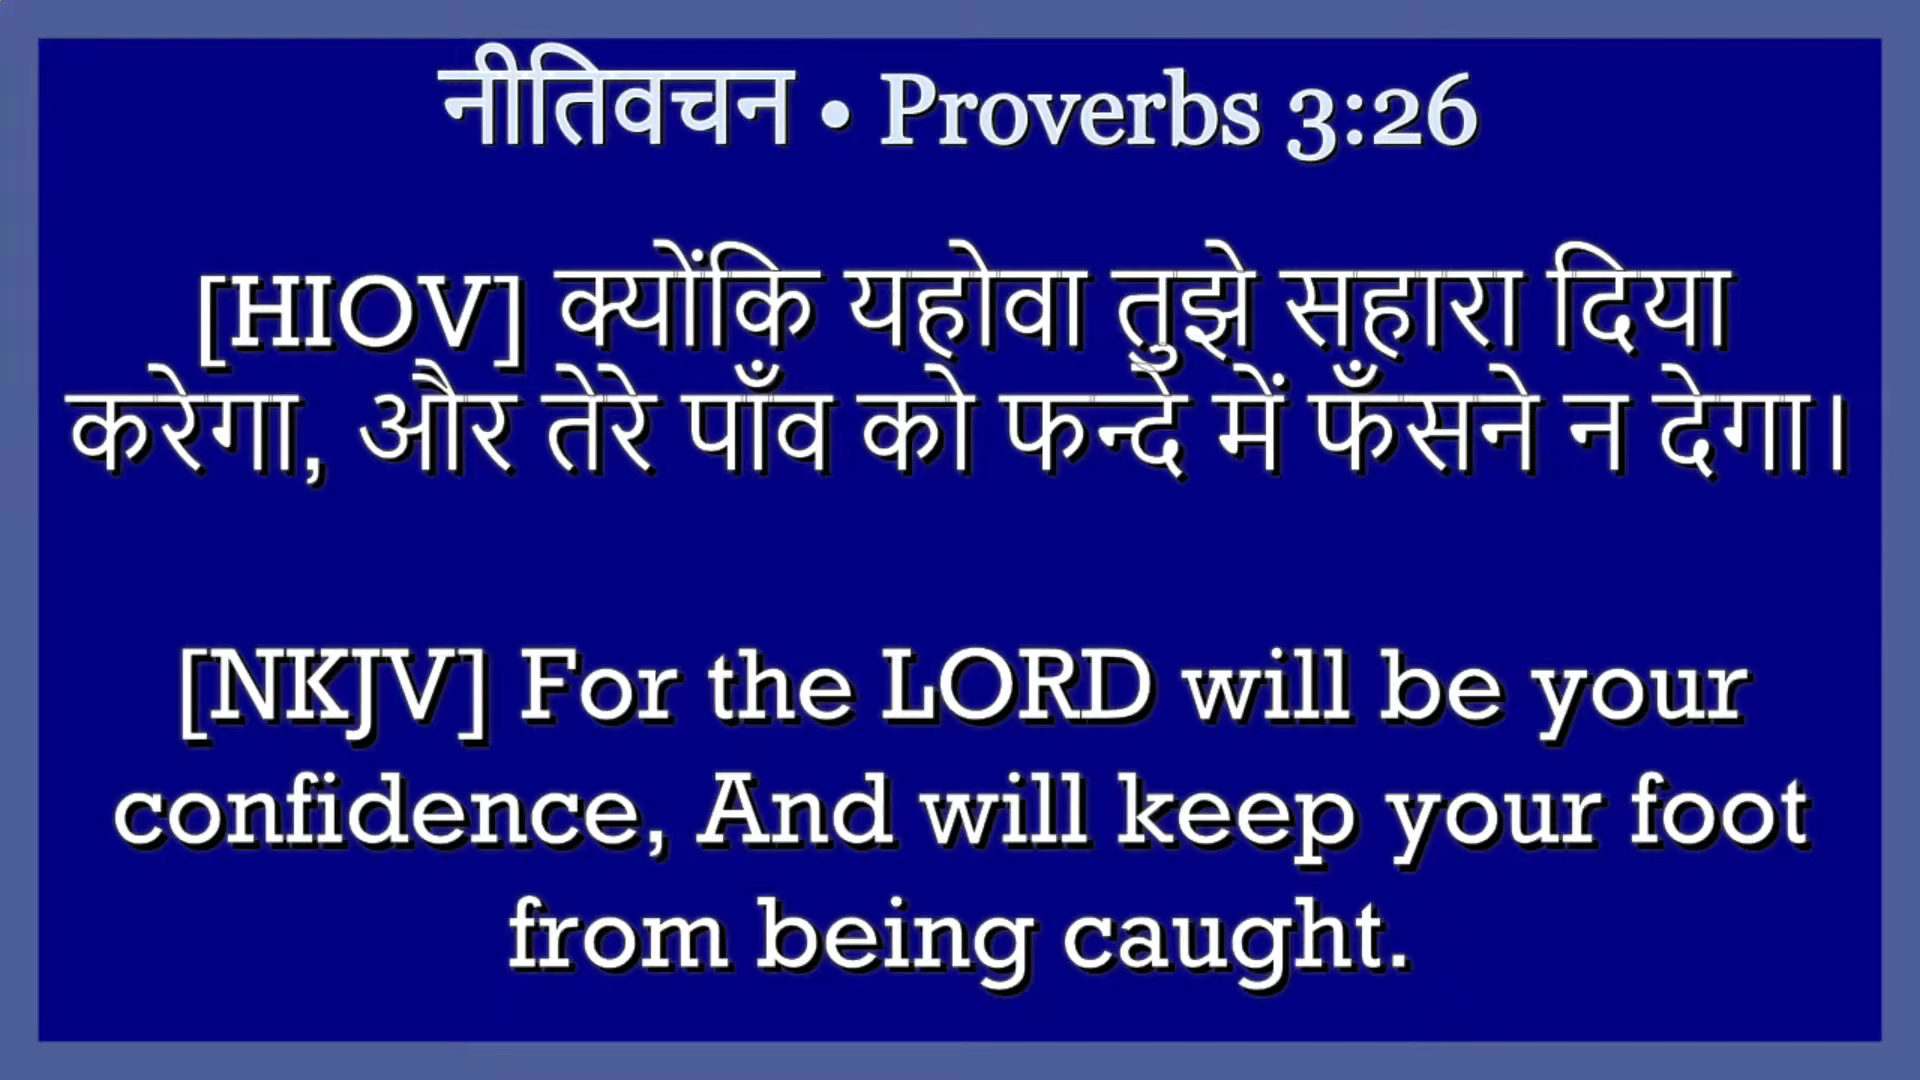 नीतिवचन • Proverbs 3:26
[HIOV] क्योंकि यहोवा तुझे सहारा दिया
करेगा, और तेरे पाँव को फन्दे में फँसने न देगा।
[NKJV] For the LORD will be your
confidence, And will keep your foot
from being caught.